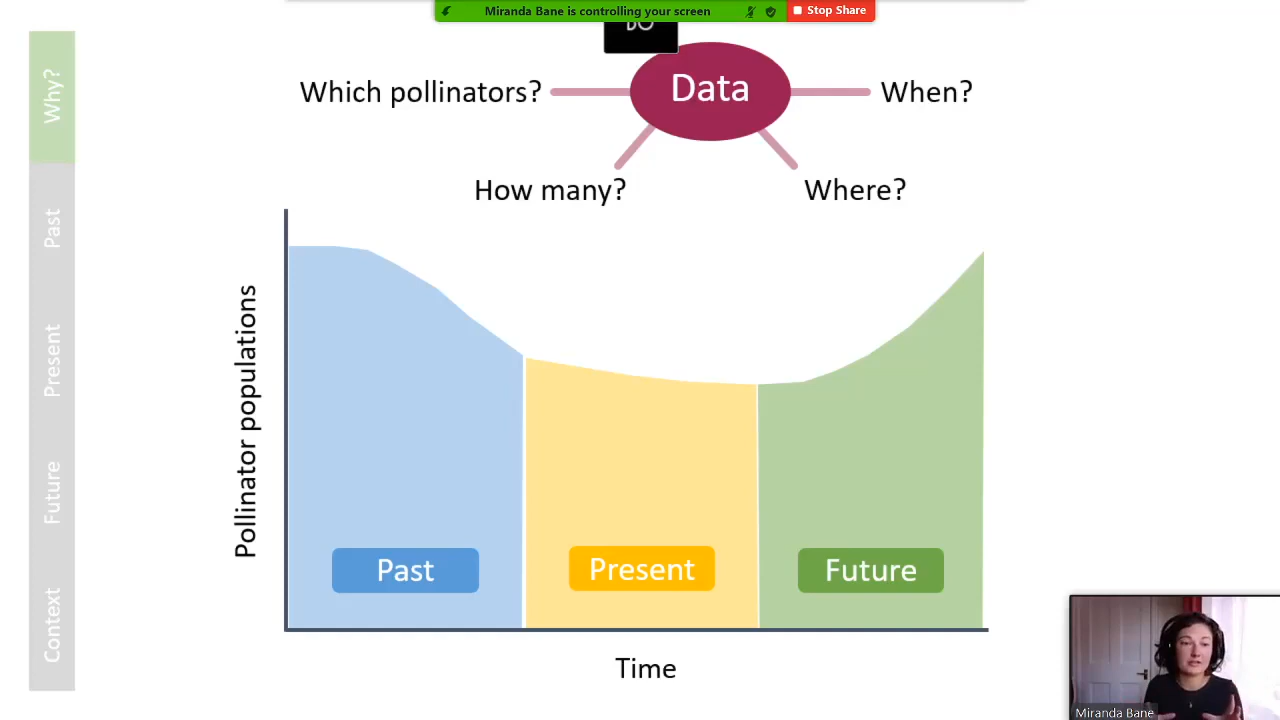 Miranda Bane is controlling your screen
Stop Share
Data
Which pollinators?
When?
How many?
Where?
Why?
Past
Present
Future
Context
Pollinator populations
Past
Present
Future
Time
Miranda Bane